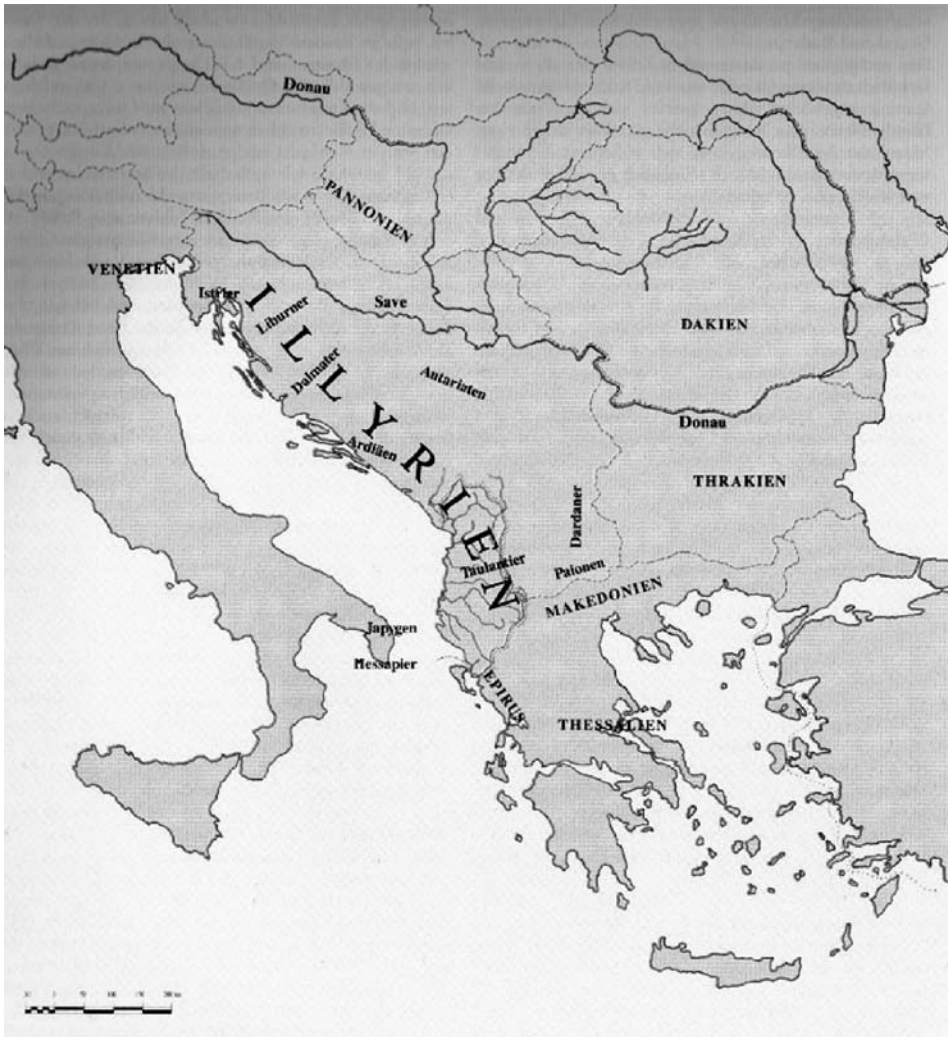 Donau
PANNONIEN
VENETIEN
Istrier
Liburner
Save
DAKIEN
Dalmater
Autariaten
Donau
ILLYRIEN
Ardiäen
THRAKIEN
Dardaner
Taulantier
Paionen
MAKEDONIEN
Japygen
Messapier
EPIRUS
THESSALIEN